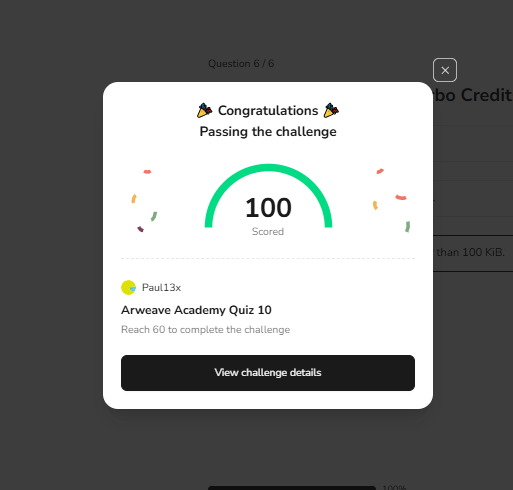 Question 6 / 6
rbo Credit
Congratulations
Passing the challenge
100
Scored
than 100 KiB.
Paul13x
Arweave Academy Quiz 10
Reach 60 to complete the challenge
View challenge details
100%